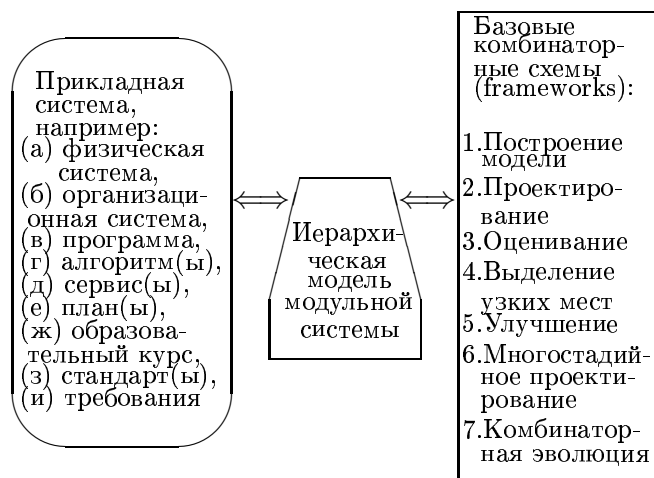 Прикладная
система,
например:
(а) физическая
система,
(б) организаци-
онная система,
(в) программа,
(г) алгоритм(ы),
(д) сервис(ы),
(е) план(ы),
(ж) образова-
тельный курс,
(з) стандарт(ы),
(и) требования
Иерархи-
ческая
модель
модульной
системы
Базовые
комбинатор-
ные схемы
(frameworks):
1.Построение
модели
2.Проектиро-
вание
3.Оценивание
4.Выделение
узких мест
5.Улучшение
6.Многостадий-
ное проекти-
рование
7.Комбинатор-
ная эволюция